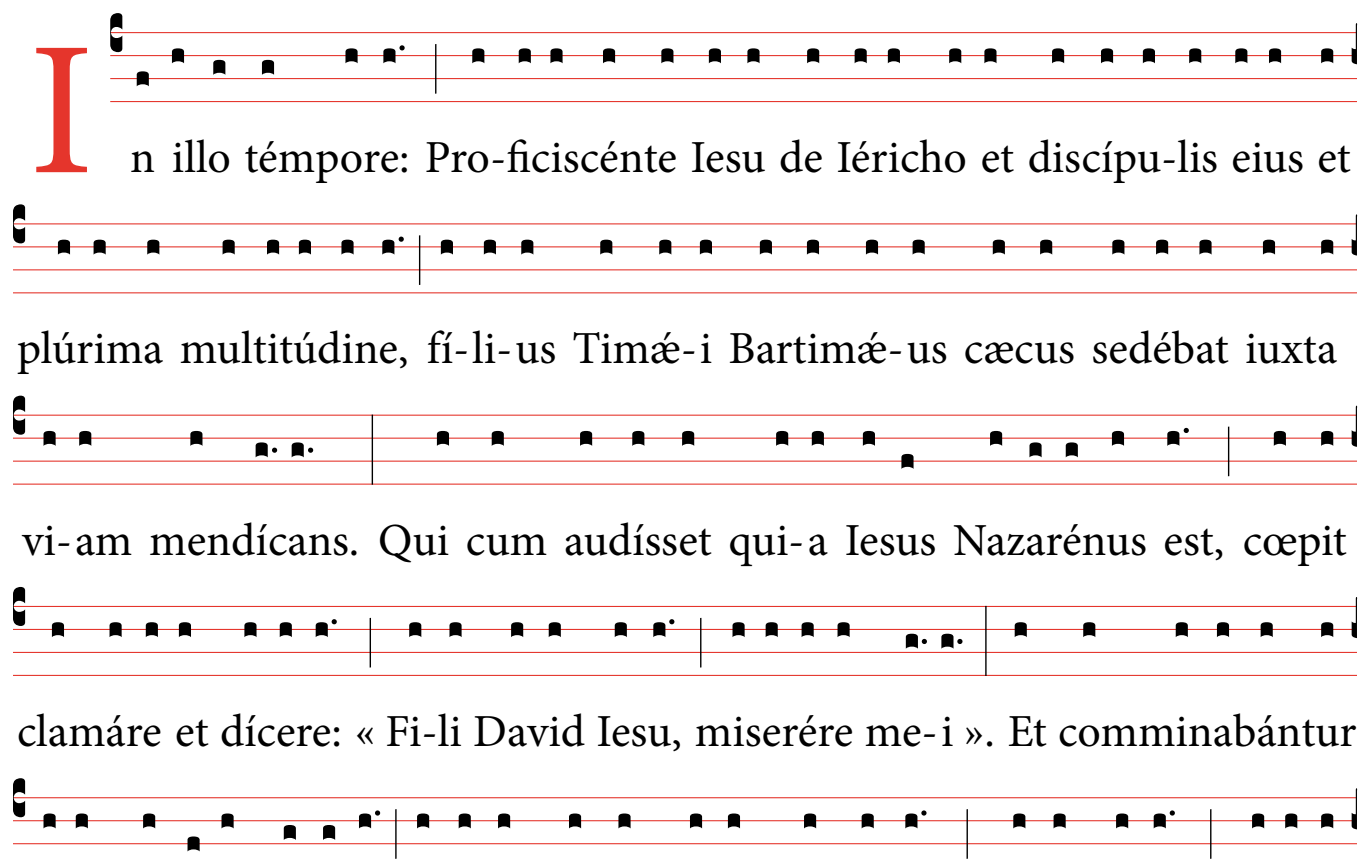 In illo témpore: Pro-ficiscénte Iesu de Iéricho et discípu-lis eius et
plúrima multitúdine, fí-li-us Timǽ-i Bartimǽ-us cæcus sedébat iuxta
vi-am mendícans. Qui cum audísset qui-a Iesus Nazarénus est, cœpit
clamáre et dícere: « Fi-li David Iesu, miserére me-i ». Et comminabántur